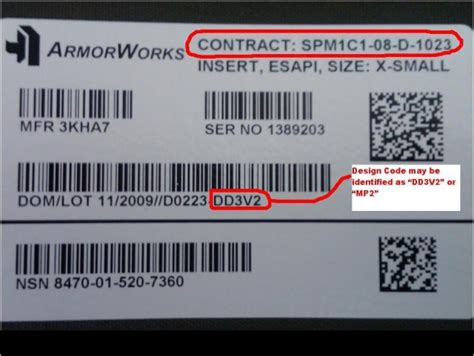 ARMORWORKS
CONTRACT: SPM1C1-08-D-1023
INSERT, ESAPI, SIZE: X-SMALL
MFR 3KHA7
SER NO 1389203
Design Code may be
identified as "DD3V2" or
"MP2"
DOM/LOT 11/2009//D0223-DD3V2
NSN 8470-01-520-7360